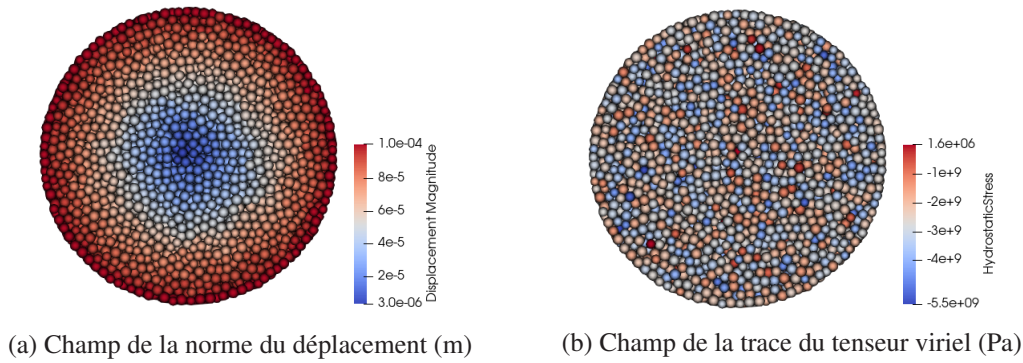 1.0e-04
8e-5
6e-5
4e-5
2e-5
3.0e-06
Displacement Magnitude
1.6e+06
-1e+9
-2e+9
-4e+9
-5.5e+09
HydrostaticStress
(a) Champ de la norme du déplacement (m)
(b) Champ de la trace du tenseur viriel (Pa)